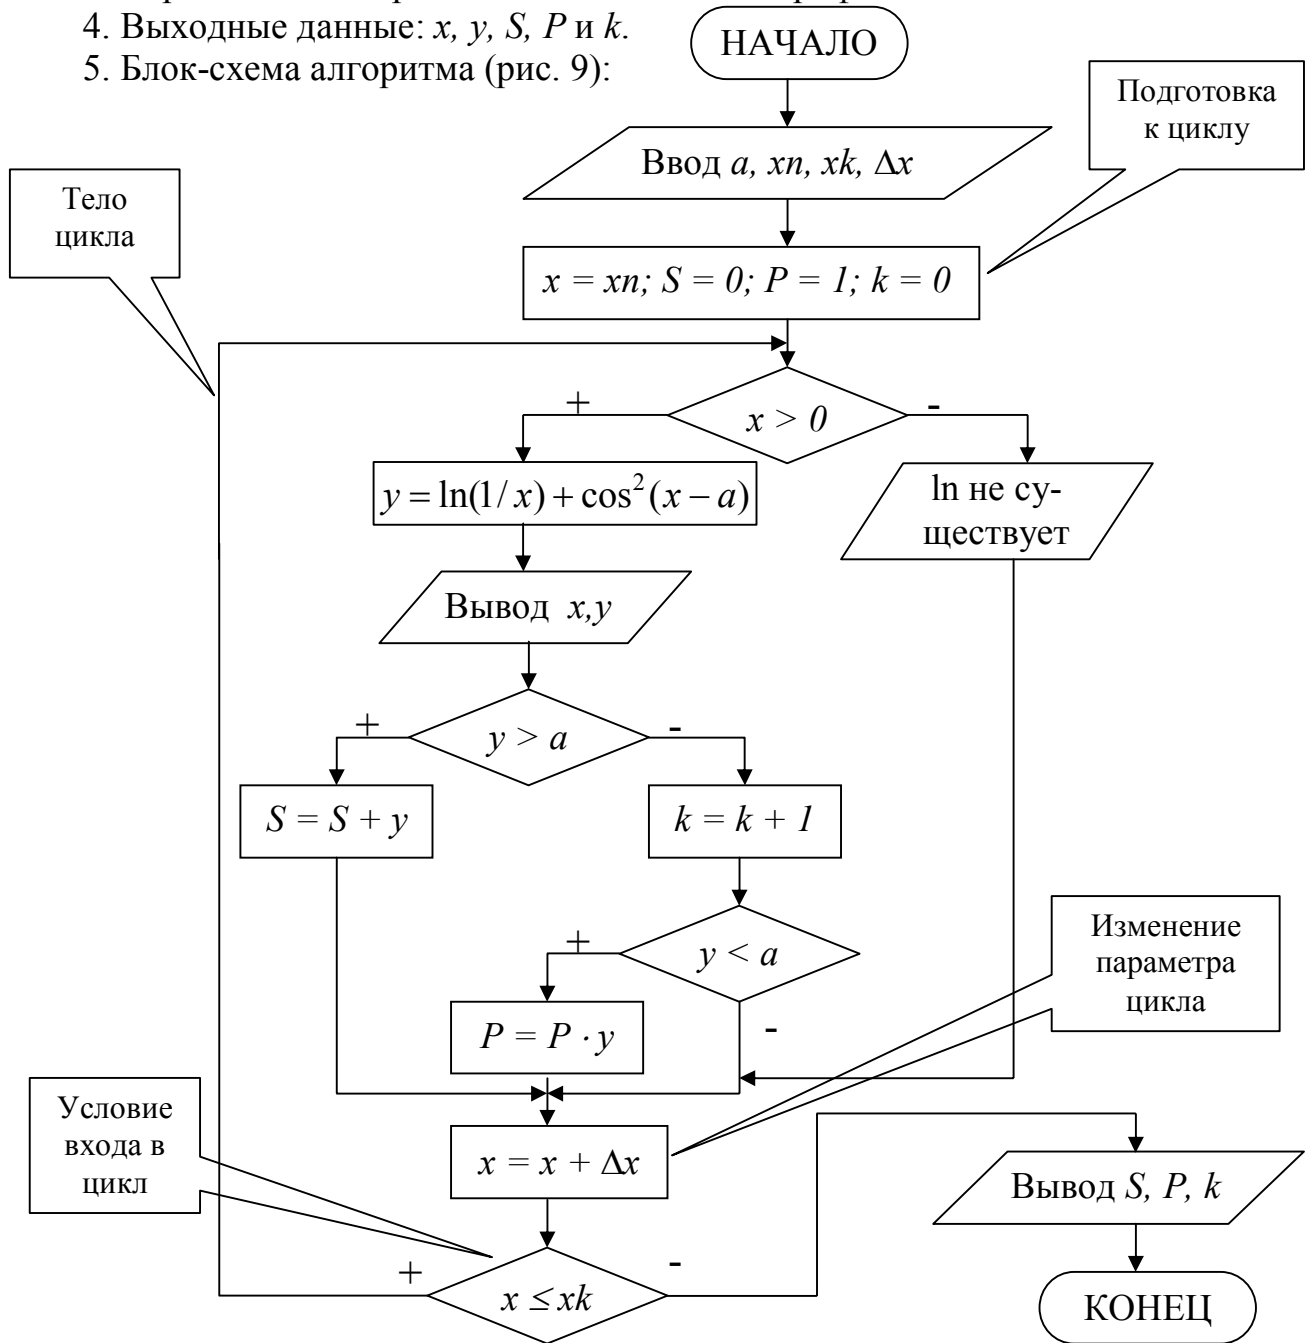 4. Выходные данные: x, y, S, P и k.
5. Блок-схема алгоритма (рис. 9):
НАЧАЛО
Подготовка
к циклу
Ввод a, xn, xk, Δx
Тело
цикла
x = xn; S = 0; P = 1; k = 0
x > 0
+
-
y = ln(1/x) + cos²(x − a)
ln не су-
ществует
Вывод x,y
y > a
+
-
S = S + y
k = k + 1
y < a
+
-
Изменение
параметра
цикла
P = P · y
Условие
входа в
цикл
x = x + Δx
Вывод S, P, k
x ≤ xk
+
-
КОНЕЦ